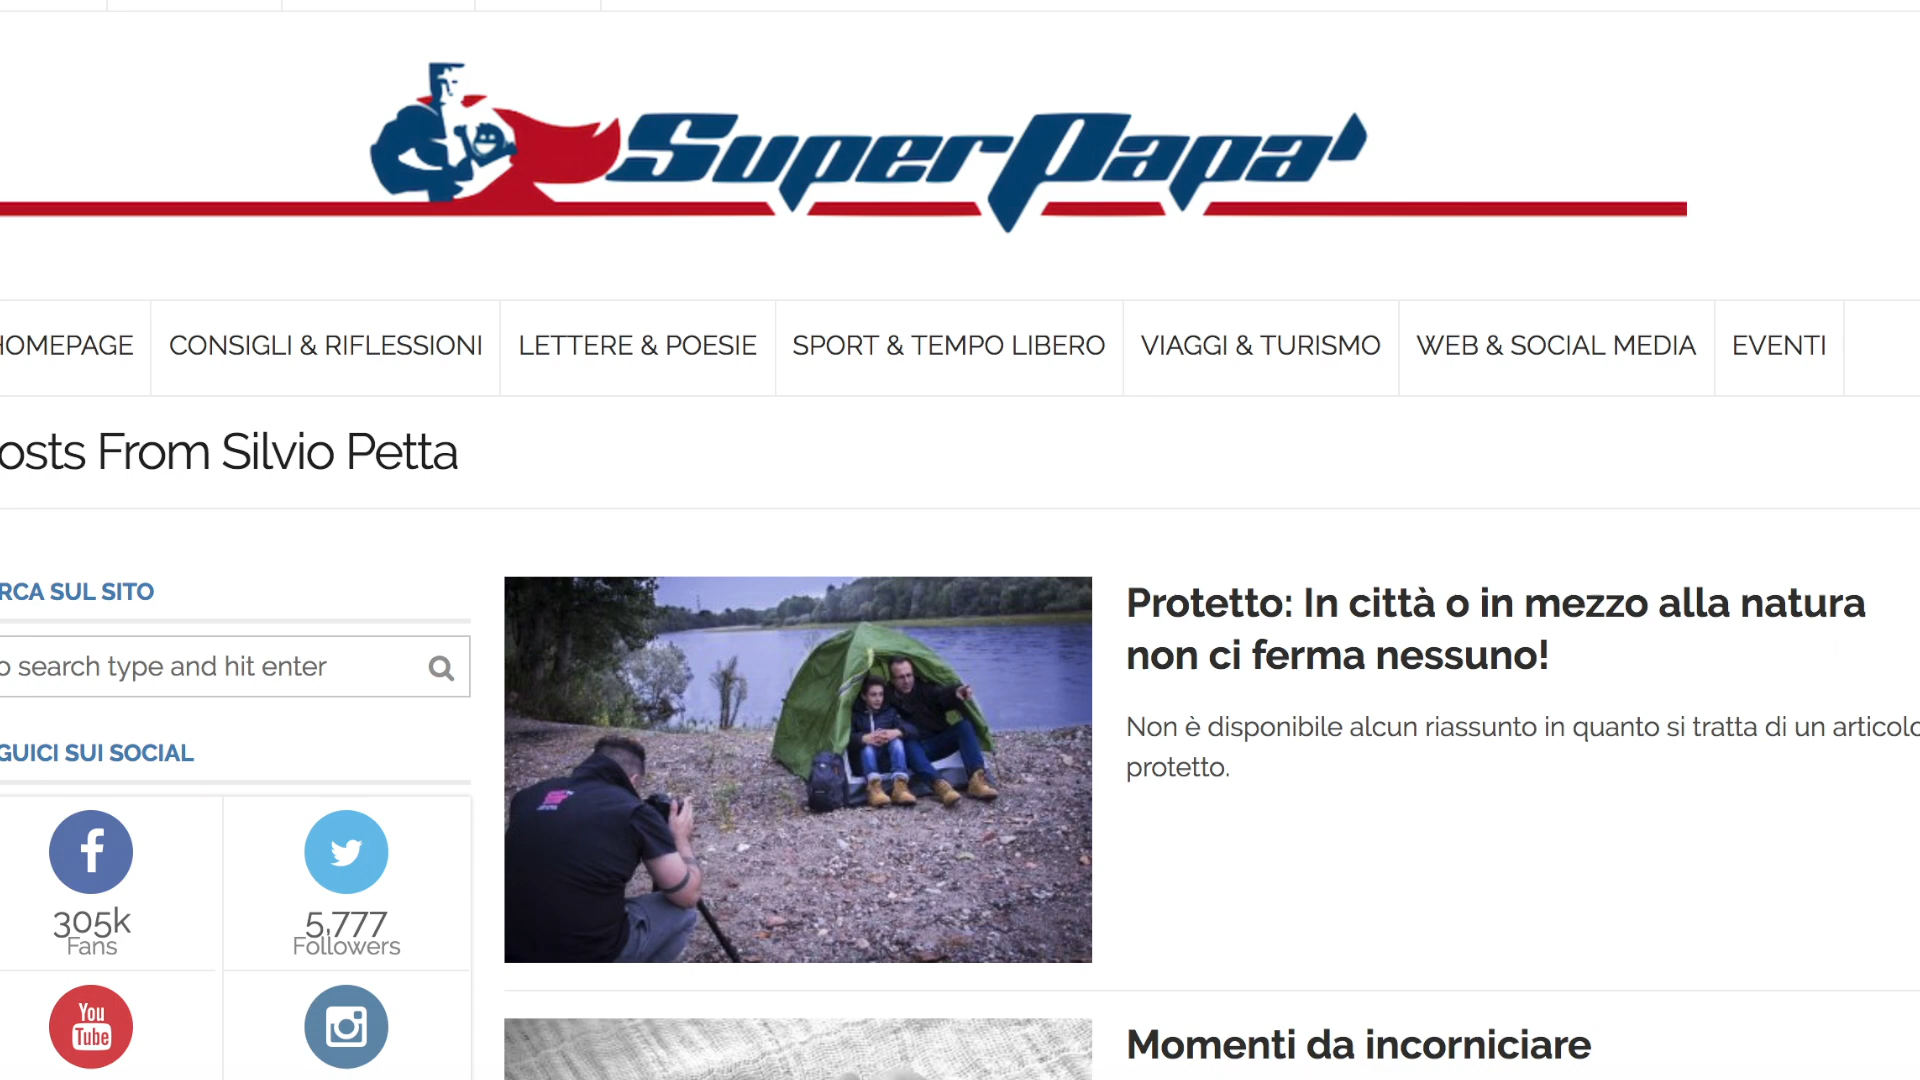 SuperPapa'
HOMEPAGE
CONSIGLI & RIFLESSIONI
LETTERE & POESIE
SPORT & TEMPO LIBERO
VIAGGI & TURISMO
WEB & SOCIAL MEDIA
EVENTI
osts From Silvio Petta
RCA SUL SITO
o search type and hit enter
GUICI SUI SOCIAL
305k
Fans
5,777
Followers
You
Tube
Protetto: In città o in mezzo alla natura
non ci ferma nessuno!
Non è disponibile alcun riassunto in quanto si tratta di un articolo
protetto.
Momenti da incorniciare